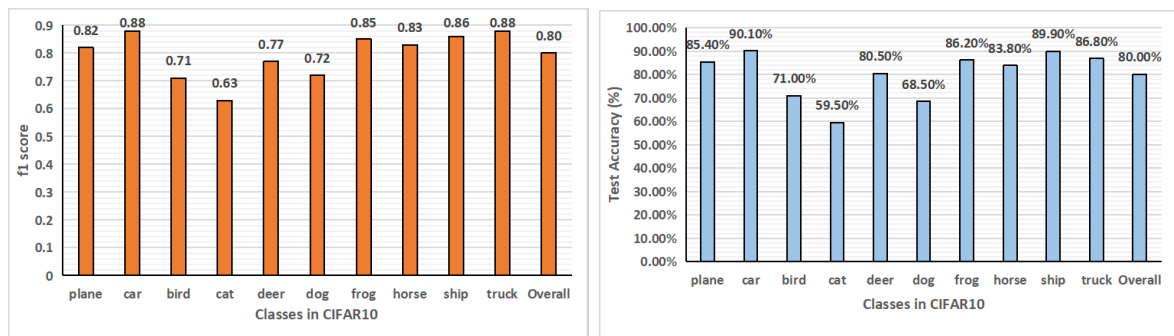 f1 score
0.9
0.8
0.7
0.6
0.5
0.4
0.3
0.2
0.1
0
0.82 0.88 0.71 0.63 0.77 0.72 0.85 0.83 0.86 0.88 0.80
plane car bird cat deer dog frog horse ship truck Overall
Classes in CIFAR10
Test Accuracy (%)
100.00%
90.00%
80.00%
70.00%
60.00%
50.00%
40.00%
30.00%
20.00%
10.00%
0.00%
85.40% 90.10% 71.00% 59.50% 80.50% 68.50% 86.20% 83.80% 89.90% 86.80% 80.00%
plane car bird cat deer dog frog horse ship truck Overall
Classes in CIFAR10